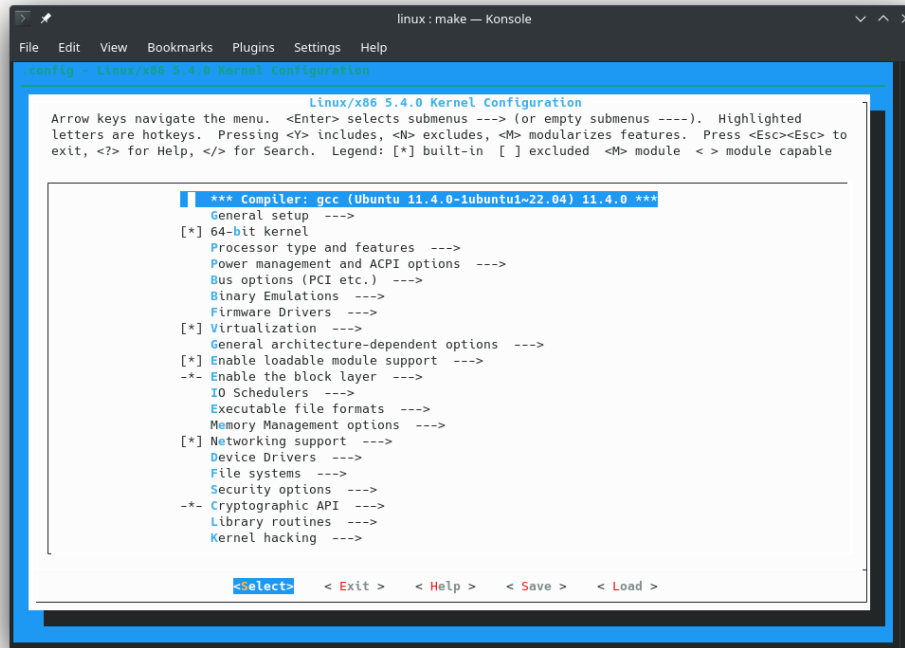 linux : make — Konsole
File Edit View Bookmarks Plugins Settings Help
.config - Linux/x86 5.4.0 Kernel Configuration
Linux/x86 5.4.0 Kernel Configuration
Arrow keys navigate the menu.  <Enter> selects submenus ---> (or empty submenus ----).  Highlighted
letters are hotkeys.  Pressing <Y> includes, <N> excludes, <M> modularizes features.  Press <Esc><Esc> to
exit, <?> for Help, </> for Search.  Legend: [*] built-in  [ ] excluded  <M> module  < > module capable
*** Compiler: gcc (Ubuntu 11.4.0-1ubuntu1~22.04) 11.4.0 ***
General setup  --->
[*] 64-bit kernel
Processor type and features  --->
Power management and ACPI options  --->
Bus options (PCI etc.)  --->
Binary Emulations  --->
Firmware Drivers  --->
[*] Virtualization  --->
General architecture-dependent options  --->
[*] Enable loadable module support  --->
-*- Enable the block layer  --->
IO Schedulers  --->
Executable file formats  --->
Memory Management options  --->
[*] Networking support  --->
Device Drivers  --->
File systems  --->
Security options  --->
-*- Cryptographic API  --->
Library routines  --->
Kernel hacking  --->
<Select>    < Exit >    < Help >    < Save >    < Load >